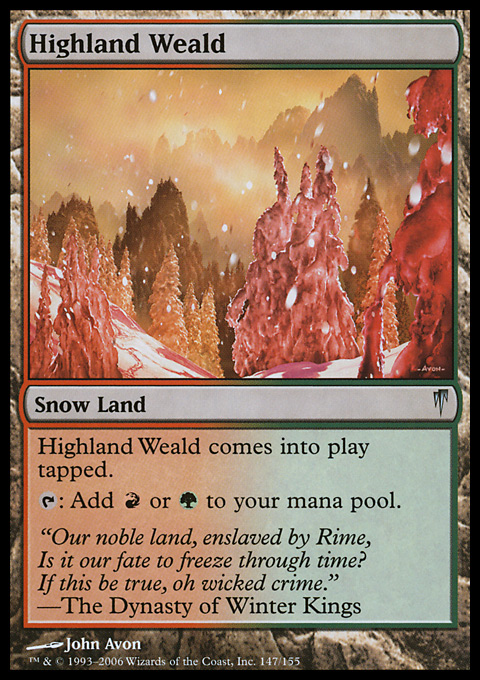 Highland Weald
-AVON-
Snow Land
Highland Weald comes into play
tapped.
: Add or to your mana pool.
“Our noble land, enslaved by Rime,
Is it our fate to freeze through time?
If this be true, oh wicked crime.”
—The Dynasty of Winter Kings
John Avon
™ & © 1993–2006 Wizards of the Coast, Inc. 147/155